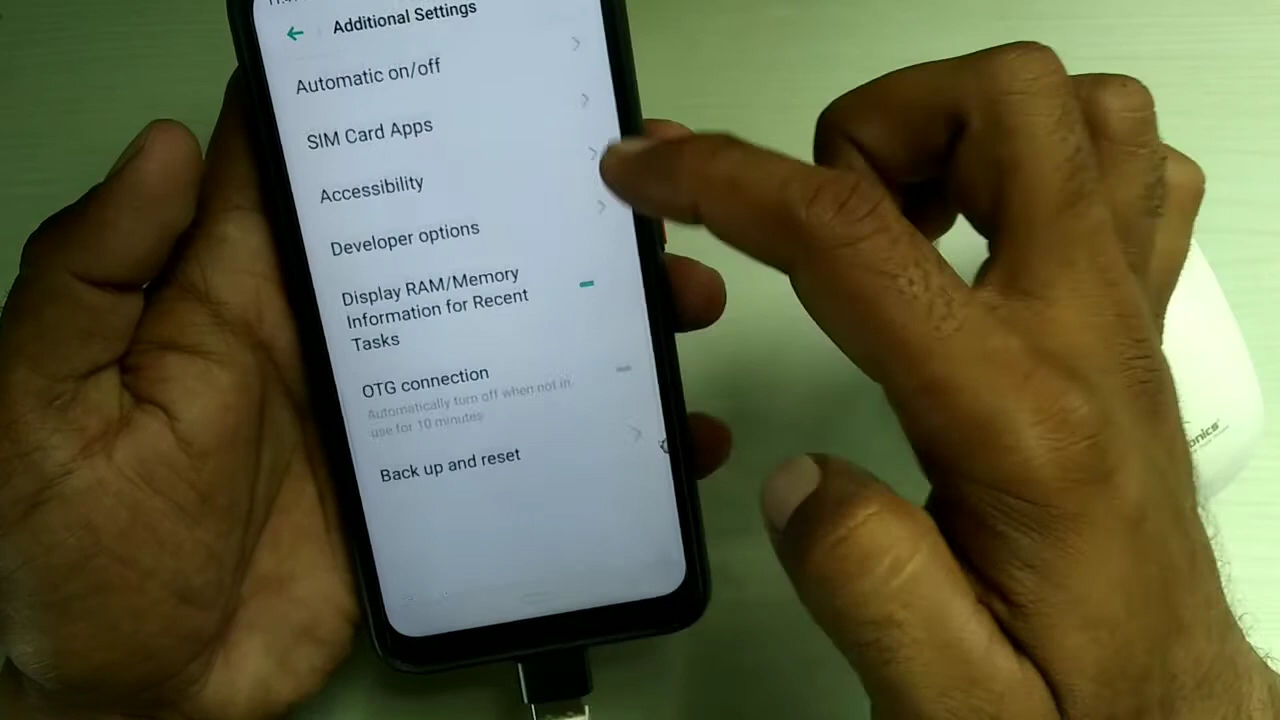 Additional Settings
Automatic on/off
SIM Card Apps
Accessibility
Developer options
Display RAM/Memory
Information for Recent
Tasks
OTG connection
Automatically turn off when not in
use for 10 minutes
Back up and reset